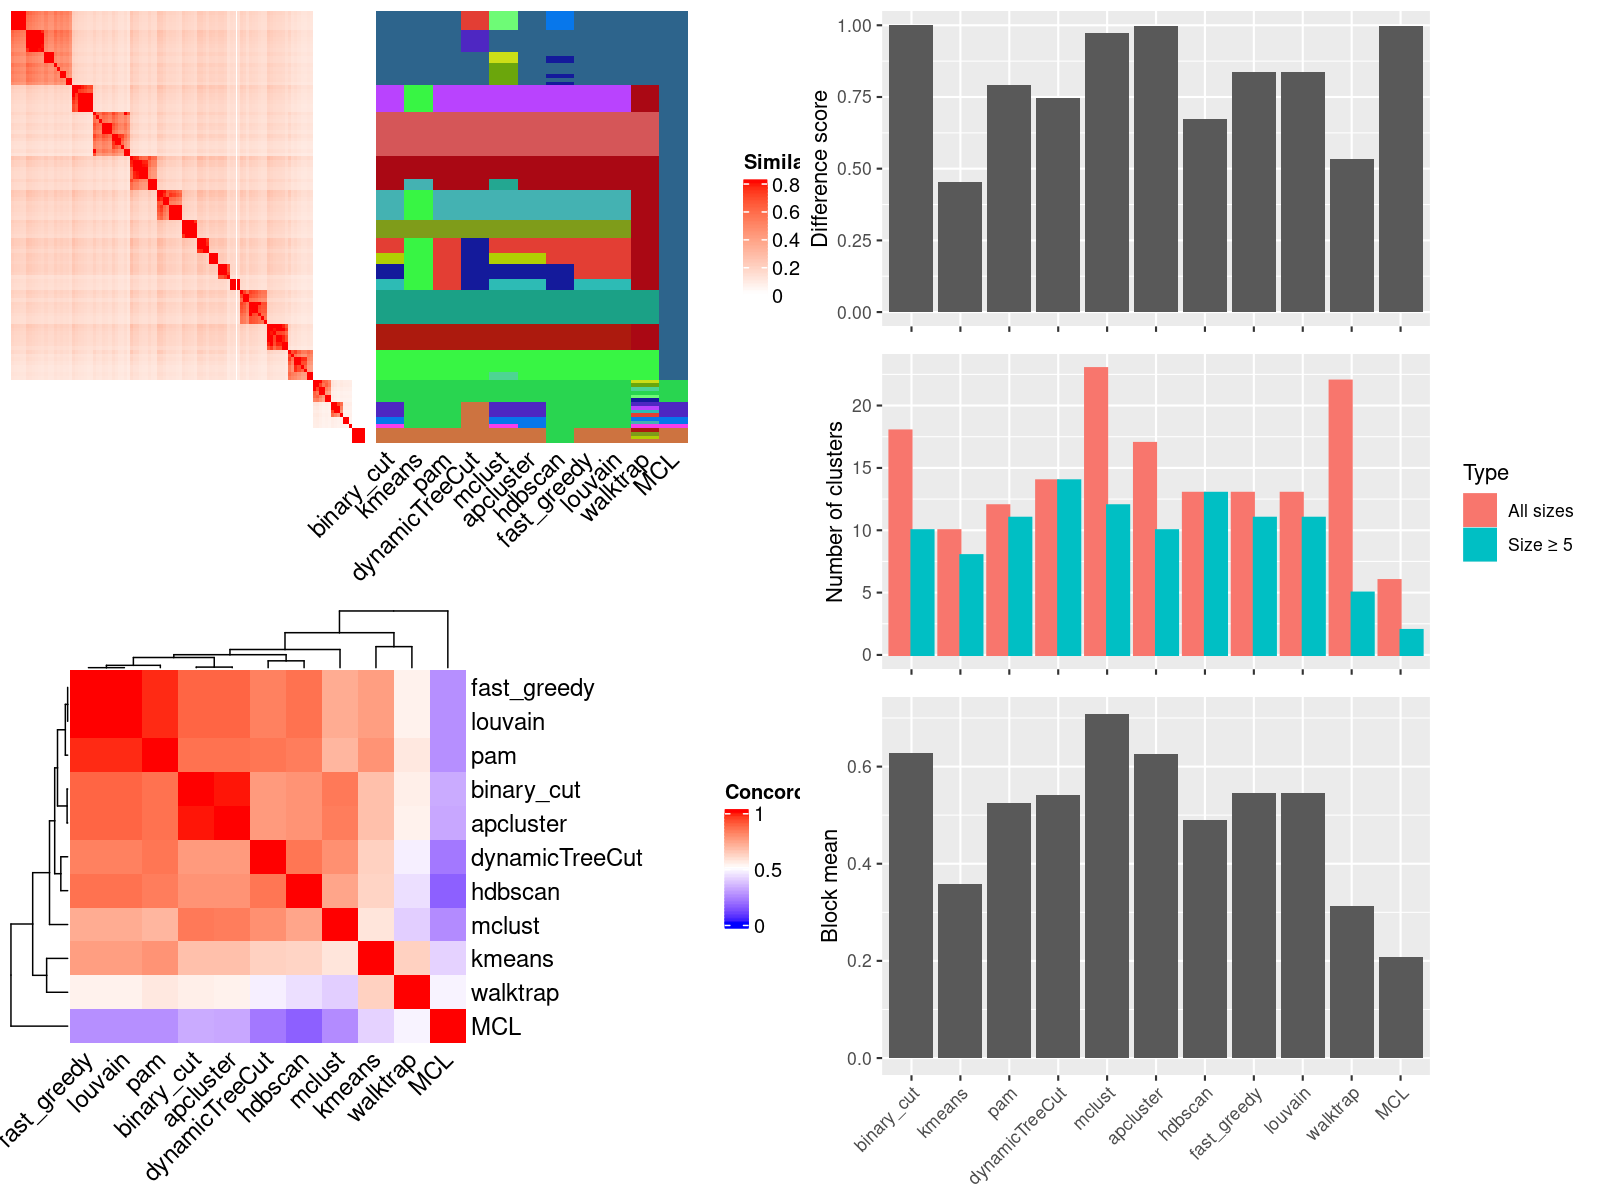 Simila
0.8
0.6
0.4
0.2
0
binary_cut
kmeans
pam
dynamicTreeCut
mclust
apcluster
hdbscan
fast_greedy
louvain
walktrap
MCL
fast_greedy
louvain
pam
binary_cut
apcluster
dynamicTreeCut
hdbscan
mclust
kmeans
walktrap
MCL
Concord
1
0.5
0
fast_greedy
louvain
pam
binary_cut
apcluster
dynamicTreeCut
hdbscan
mclust
kmeans
walktrap
MCL
Difference score
1.00
0.75
0.50
0.25
0.00
Number of clusters
20
15
10
5
0
Type
All sizes
Size ≥ 5
Block mean
0.6
0.4
0.2
0.0
binary_cut
kmeans
pam
dynamicTreeCut
mclust
apcluster
hdbscan
fast_greedy
louvain
walktrap
MCL